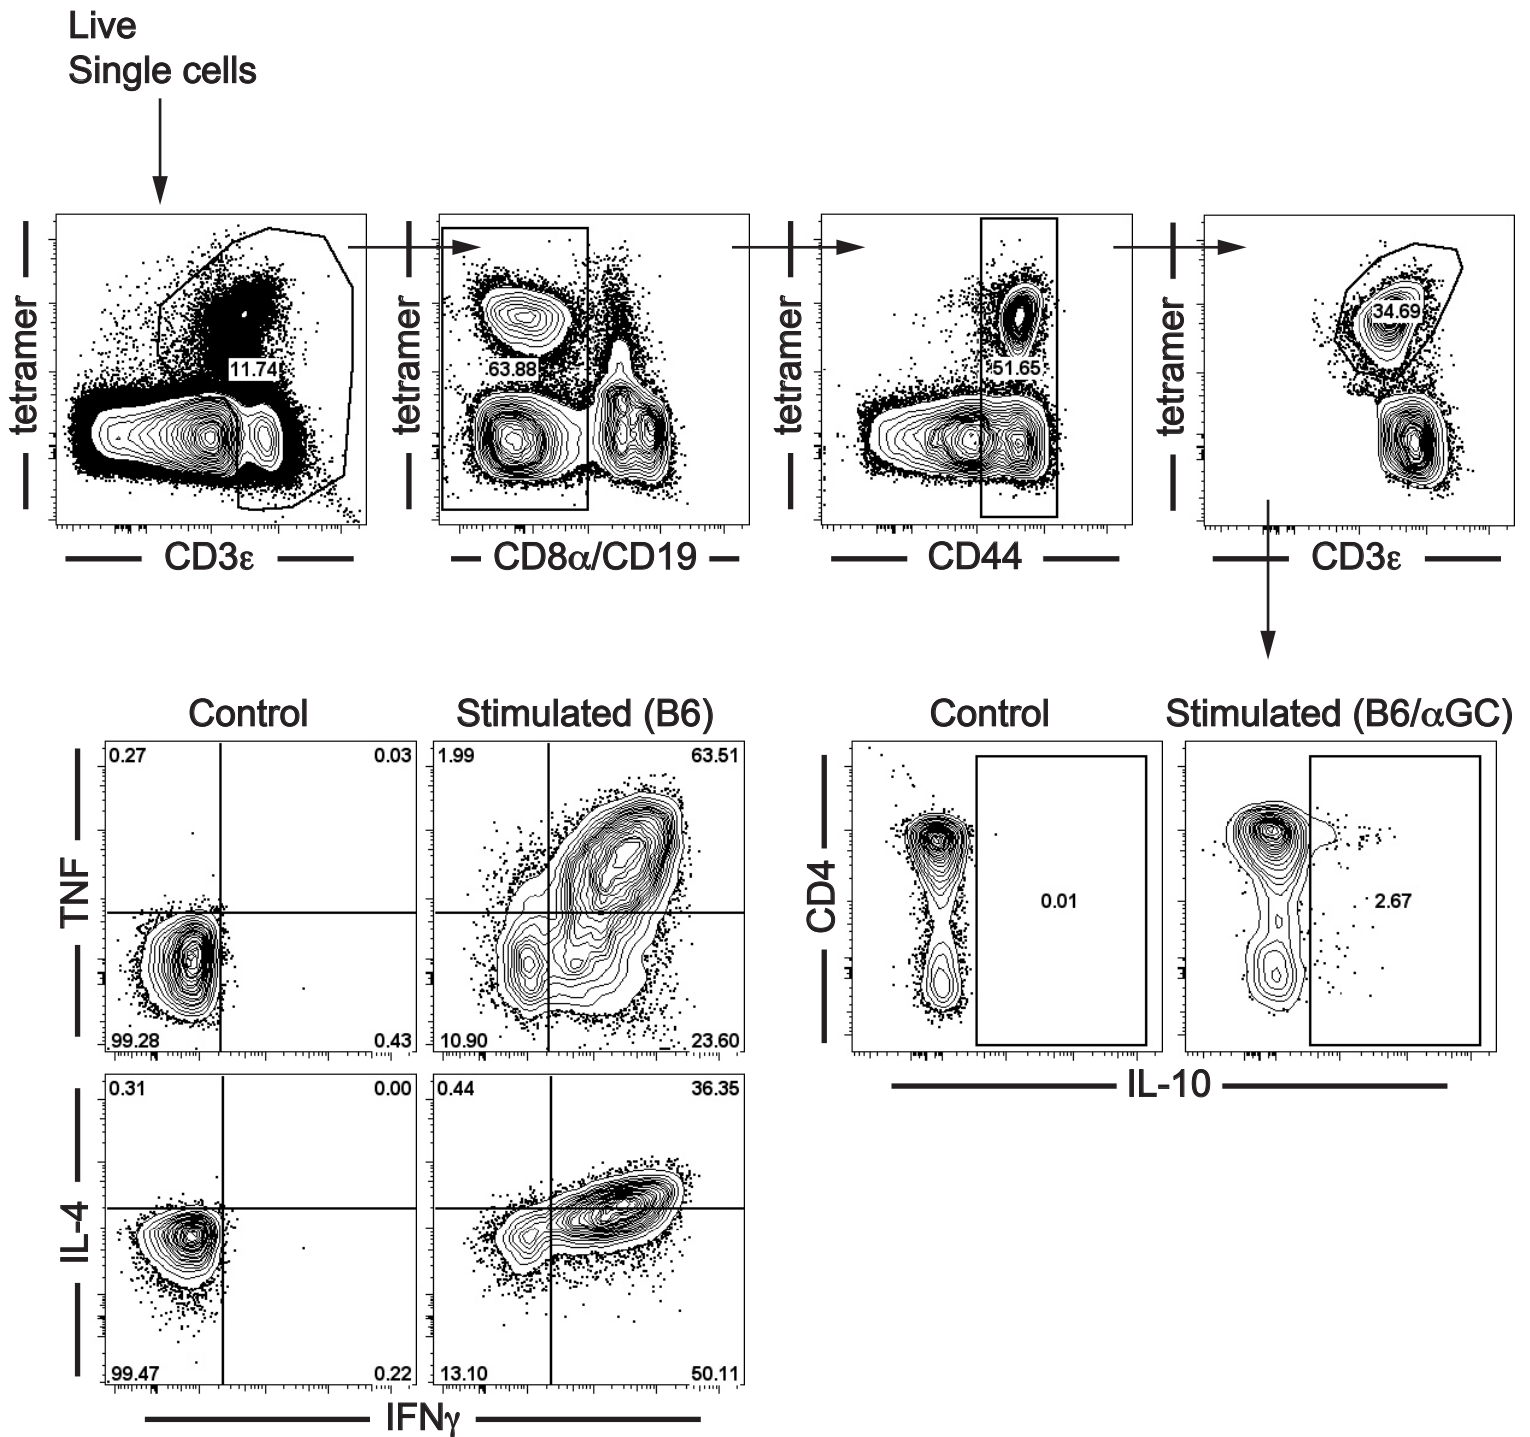 Live
Single cells
tetramer
11.74
CD3ε
tetramer
63.88
CD8α/CD19
tetramer
51.65
CD44
tetramer
34.69
CD3ε
Control
Stimulated (B6)
TNF
0.27
0.03
99.28
0.43
1.99
63.51
10.90
23.60
IL-4
0.31
0.00
99.47
0.22
0.44
36.35
13.10
50.11
IFNγ
Control
Stimulated (B6/αGC)
CD4
0.01
2.67
IL-10